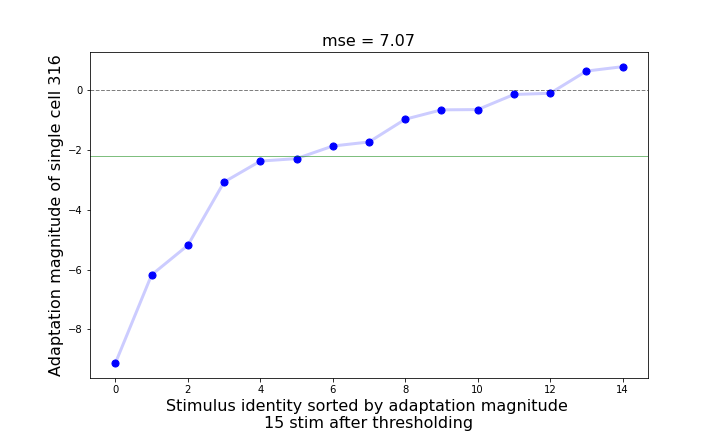 mse = 7.07
Adaptation magnitude of single cell 316
0
−2
−4
−6
−8
0 2 4 6 8 10 12 14
Stimulus identity sorted by adaptation magnitude
15 stim after thresholding